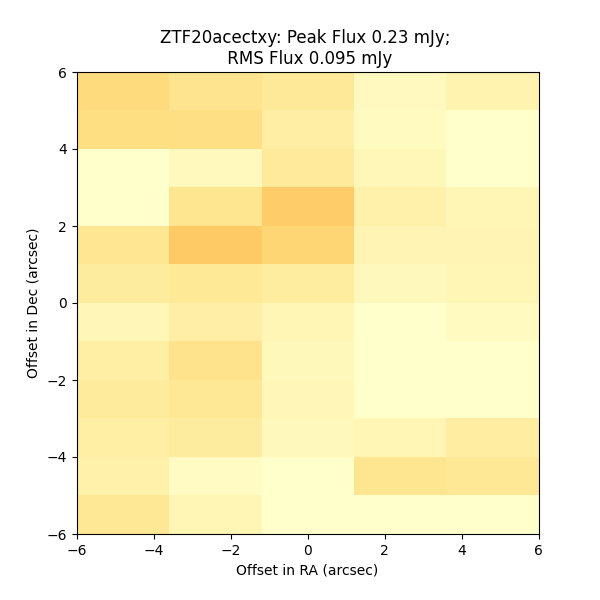 ZTF20acectxy: Peak Flux 0.23 mJy;
RMS Flux 0.095 mJy
6
4
2
0
−2
−4
−6
Offset in Dec (arcsec)
−6 −4 −2 0 2 4 6
Offset in RA (arcsec)